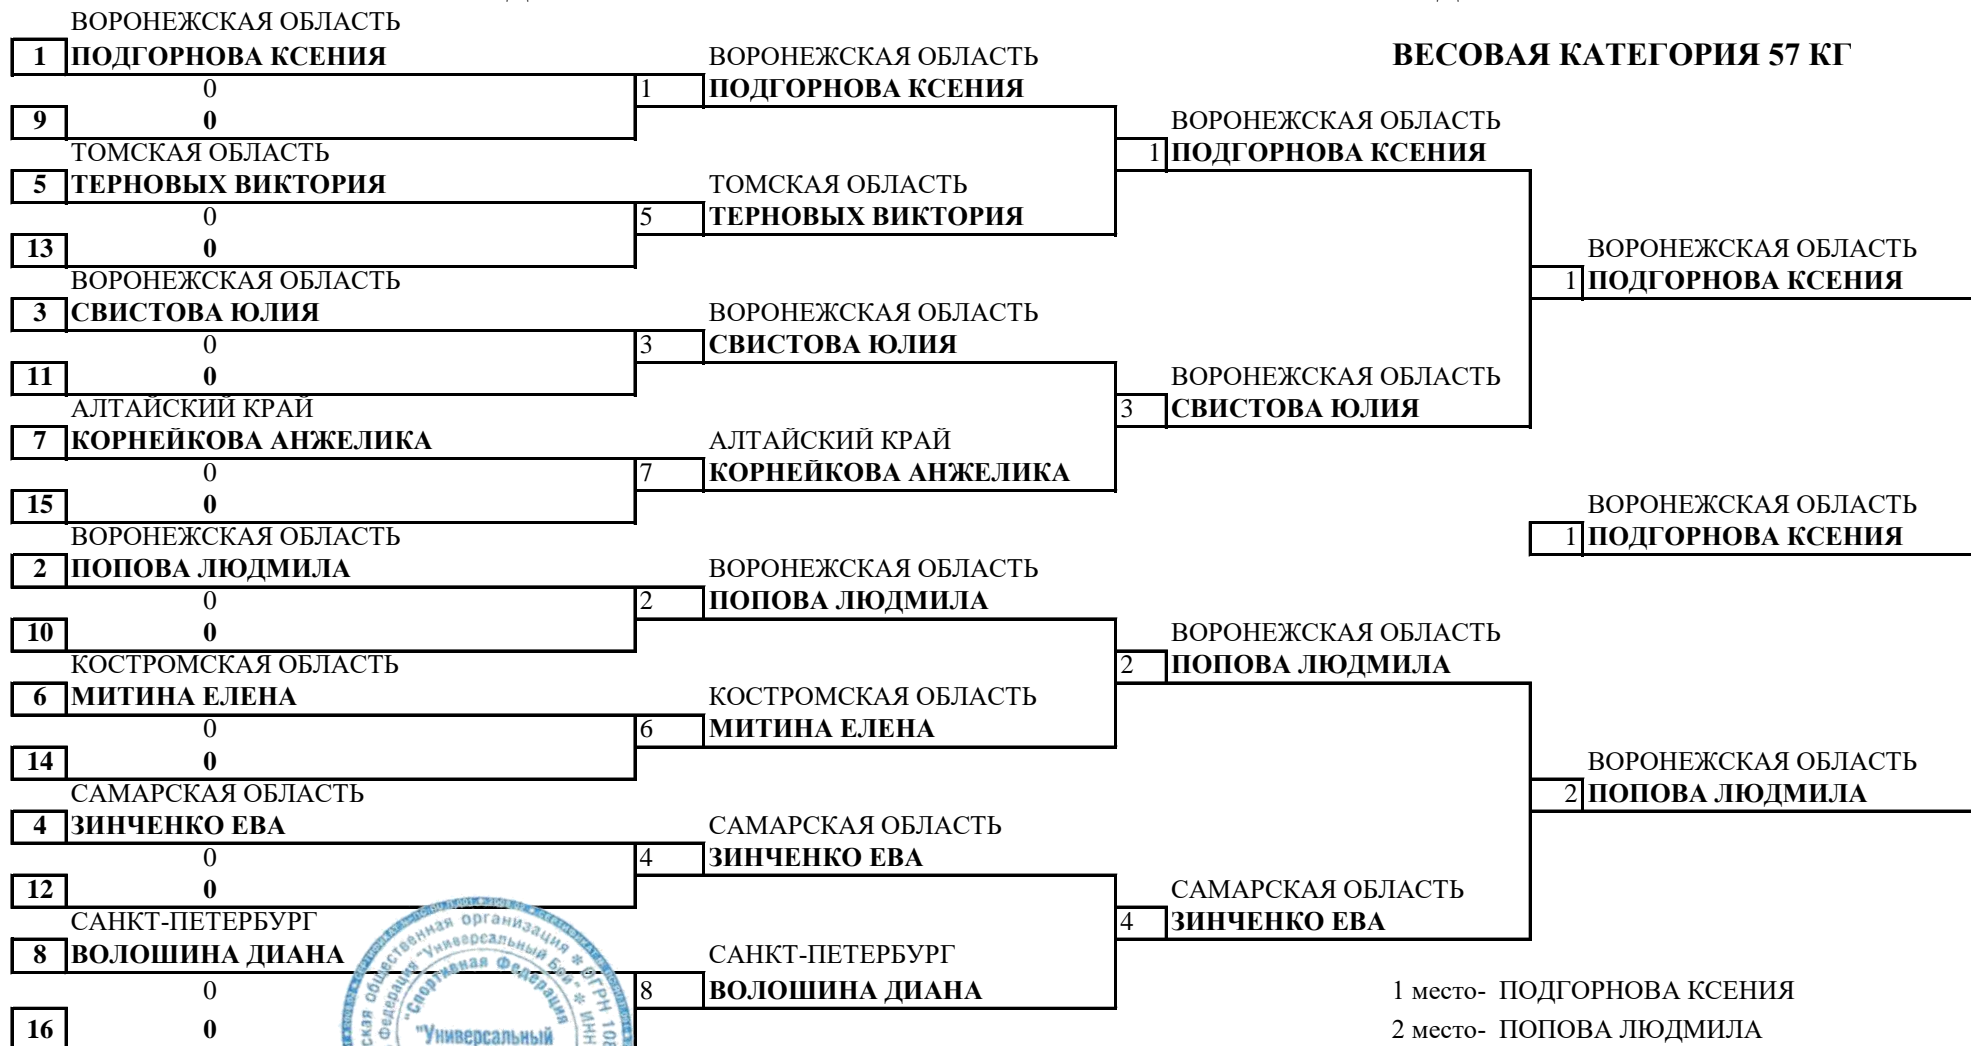 ВОРОНЕЖСКАЯ ОБЛАСТЬ
1 ПОДГОРНОВА КСЕНИЯ
0
9 0
ТОМСКАЯ ОБЛАСТЬ
5 ТЕРНОВЫХ ВИКТОРИЯ
0
13 0
ВОРОНЕЖСКАЯ ОБЛАСТЬ
3 СВИСТОВА ЮЛИЯ
0
11 0
АЛТАЙСКИЙ КРАЙ
7 КОРНЕЙКОВА АНЖЕЛИКА
0
15 0
ВОРОНЕЖСКАЯ ОБЛАСТЬ
2 ПОПОВА ЛЮДМИЛА
0
10 0
КОСТРОМСКАЯ ОБЛАСТЬ
6 МИТИНА ЕЛЕНА
0
14 0
САМАРСКАЯ ОБЛАСТЬ
4 ЗИНЧЕНКО ЕВА
0
12 0
САНКТ-ПЕТЕРБУРГ
8 ВОЛОШИНА ДИАНА
0
16 0
ВОРОНЕЖСКАЯ ОБЛАСТЬ
1 ПОДГОРНОВА КСЕНИЯ
ТОМСКАЯ ОБЛАСТЬ
5 ТЕРНОВЫХ ВИКТОРИЯ
ВОРОНЕЖСКАЯ ОБЛАСТЬ
3 СВИСТОВА ЮЛИЯ
АЛТАЙСКИЙ КРАЙ
7 КОРНЕЙКОВА АНЖЕЛИКА
ВОРОНЕЖСКАЯ ОБЛАСТЬ
2 ПОПОВА ЛЮДМИЛА
КОСТРОМСКАЯ ОБЛАСТЬ
6 МИТИНА ЕЛЕНА
САМАРСКАЯ ОБЛАСТЬ
4 ЗИНЧЕНКО ЕВА
САНКТ-ПЕТЕРБУРГ
8 ВОЛОШИНА ДИАНА
ВОРОНЕЖСКАЯ ОБЛАСТЬ
1 ПОДГОРНОВА КСЕНИЯ
ВОРОНЕЖСКАЯ ОБЛАСТЬ
3 СВИСТОВА ЮЛИЯ
ВОРОНЕЖСКАЯ ОБЛАСТЬ
2 ПОПОВА ЛЮДМИЛА
САМАРСКАЯ ОБЛАСТЬ
4 ЗИНЧЕНКО ЕВА
ВЕСОВАЯ КАТЕГОРИЯ 57 КГ
ВОРОНЕЖСКАЯ ОБЛАСТЬ
1 ПОДГОРНОВА КСЕНИЯ
ВОРОНЕЖСКАЯ ОБЛАСТЬ
1 ПОДГОРНОВА КСЕНИЯ
ВОРОНЕЖСКАЯ ОБЛАСТЬ
2 ПОПОВА ЛЮДМИЛА
1 место- ПОДГОРНОВА КСЕНИЯ
2 место- ПОПОВА ЛЮДМИЛА
организация * ОГРН
"Универсальный Бой" * ИНН
"Спортивная Федерация
"Универсальный